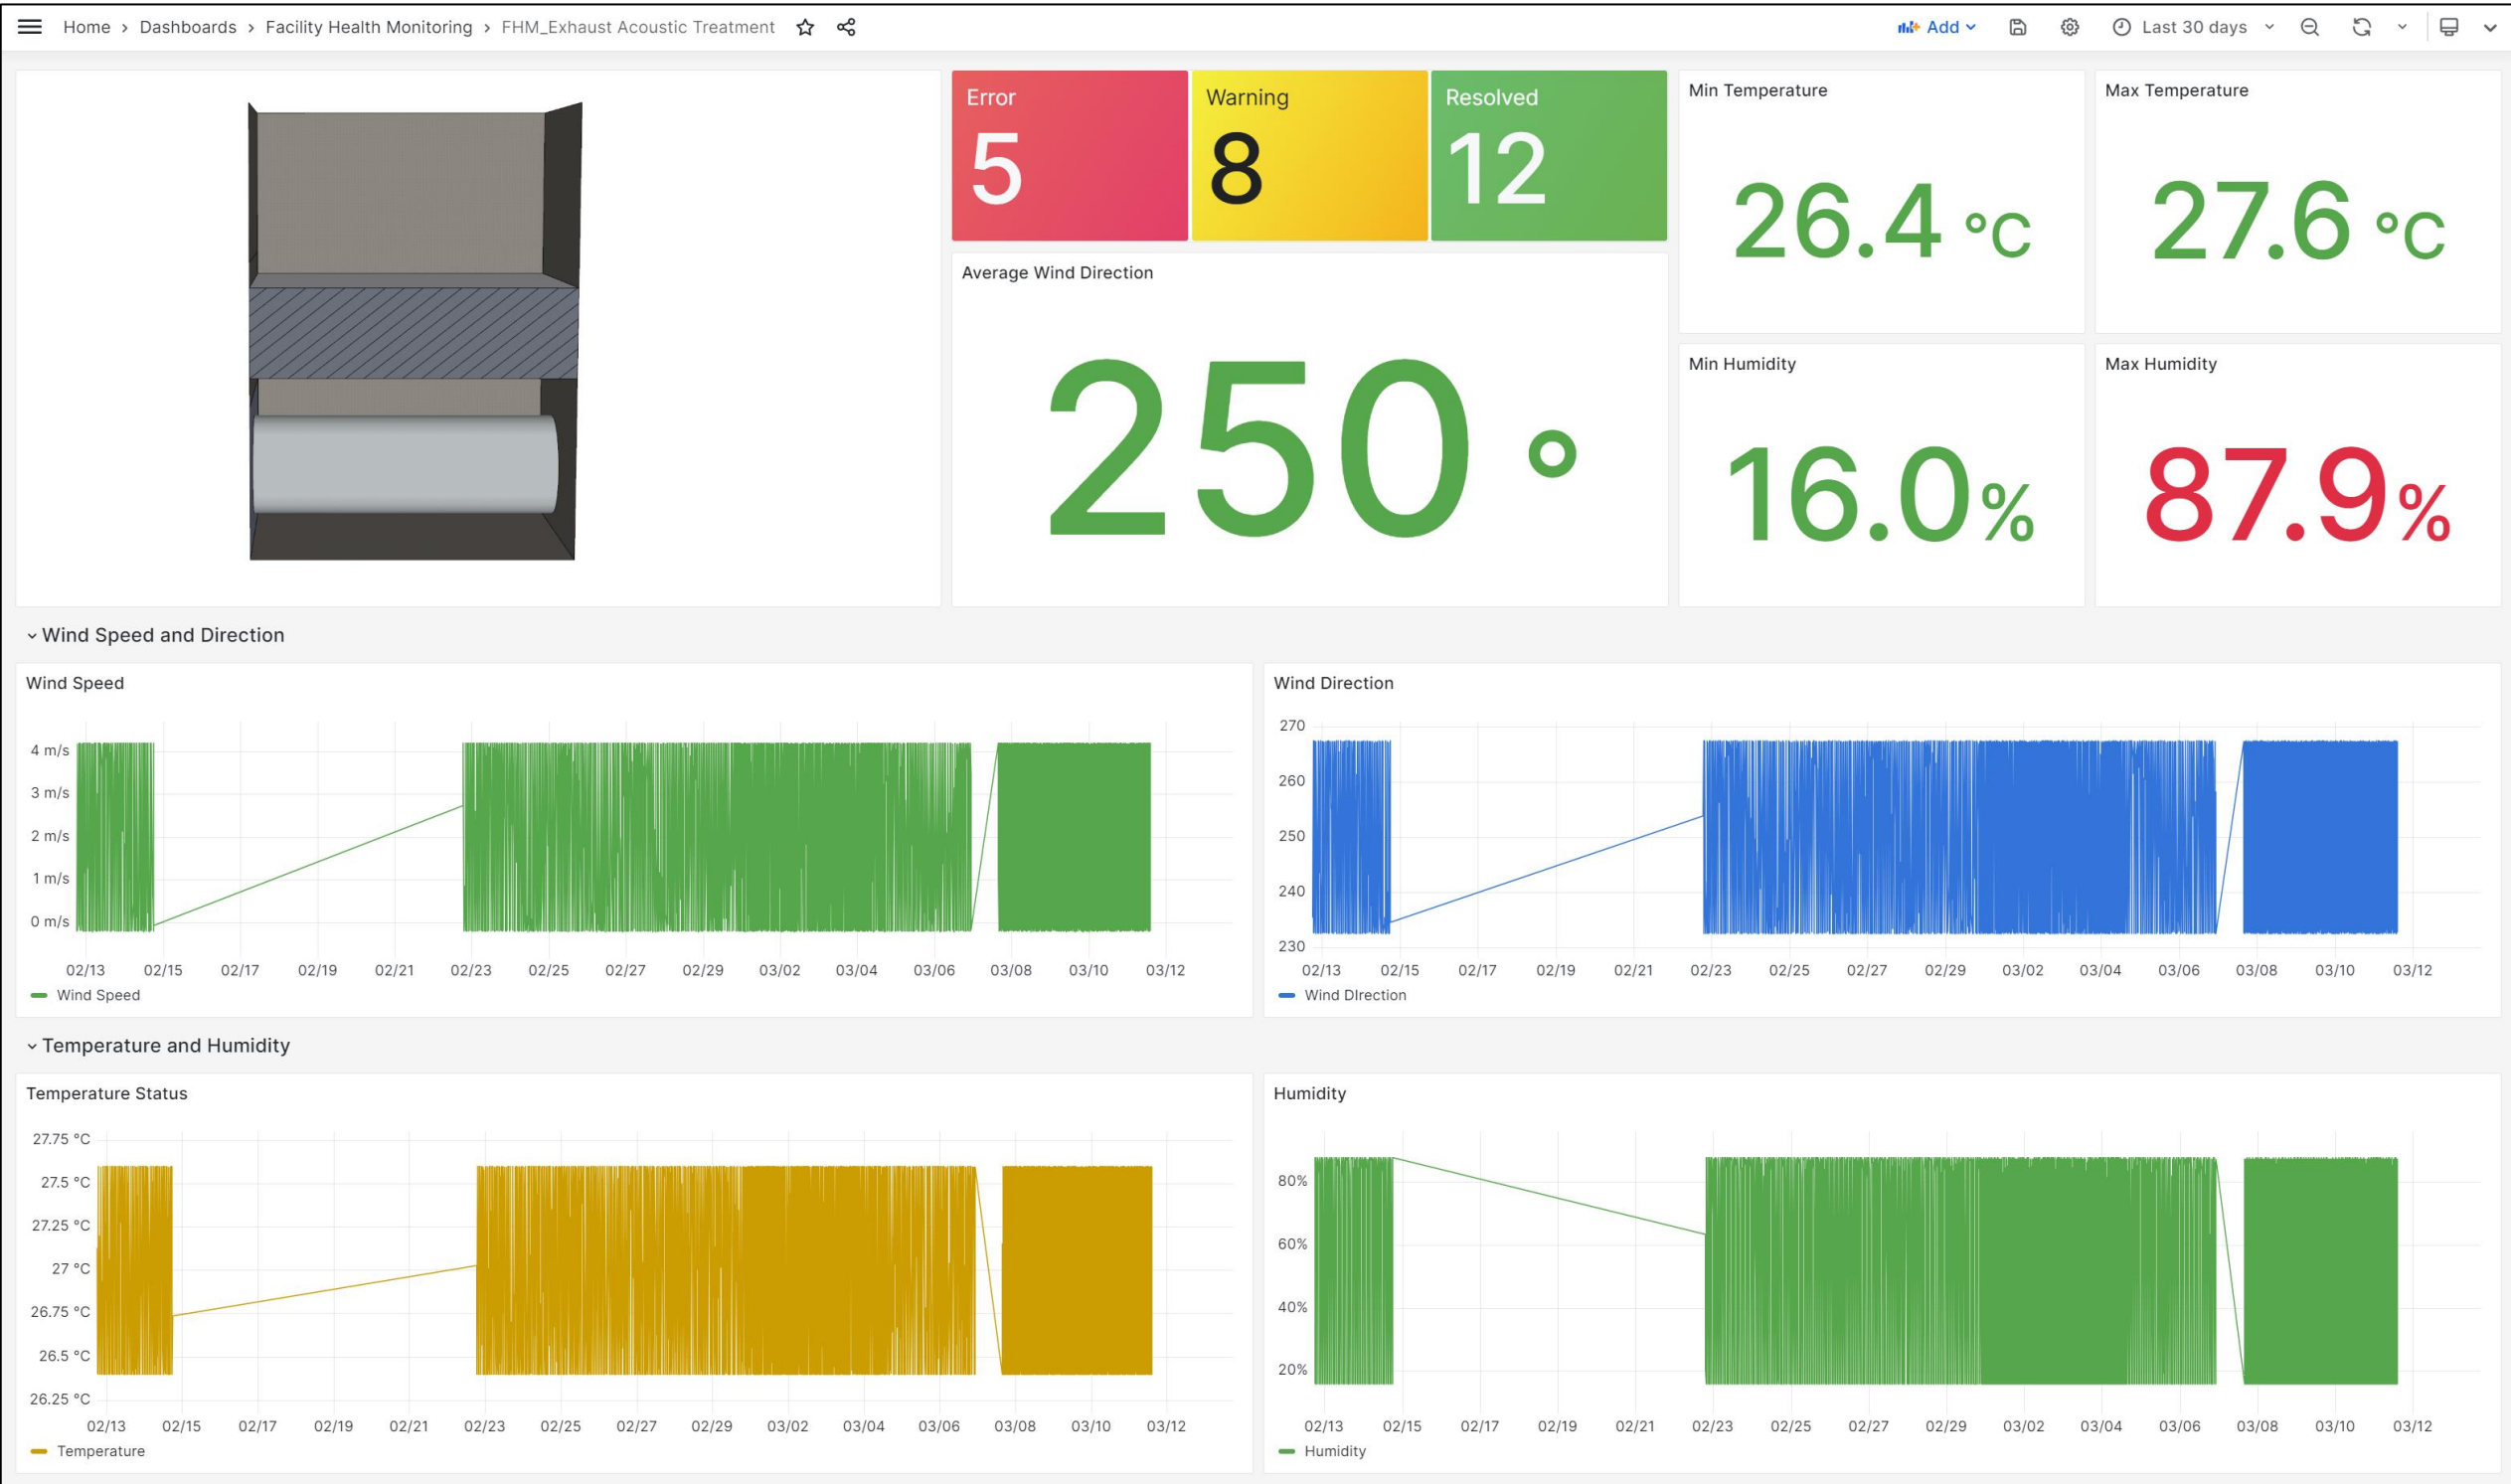 Home › Dashboards › Facility Health Monitoring › FHM_Exhaust Acoustic Treatment
Add
Last 30 days
Error
5
Warning
8
Resolved
12
Min Temperature
26.4 °C
Max Temperature
27.6 °C
Average Wind Direction
250 °
Min Humidity
16.0%
Max Humidity
87.9%
Wind Speed and Direction
Wind Speed
4 m/s
3 m/s
2 m/s
1 m/s
0 m/s
02/13 02/15 02/17 02/19 02/21 02/23 02/25 02/27 02/29 03/02 03/04 03/06 03/08 03/10 03/12
Wind Speed
Wind Direction
270
260
250
240
230
02/13 02/15 02/17 02/19 02/21 02/23 02/25 02/27 02/29 03/02 03/04 03/06 03/08 03/10 03/12
Wind DIrection
Temperature and Humidity
Temperature Status
27.75 °C
27.5 °C
27.25 °C
27 °C
26.75 °C
26.5 °C
26.25 °C
02/13 02/15 02/17 02/19 02/21 02/23 02/25 02/27 02/29 03/02 03/04 03/06 03/08 03/10 03/12
Temperature
Humidity
80%
60%
40%
20%
02/13 02/15 02/17 02/19 02/21 02/23 02/25 02/27 02/29 03/02 03/04 03/06 03/08 03/10 03/12
Humidity